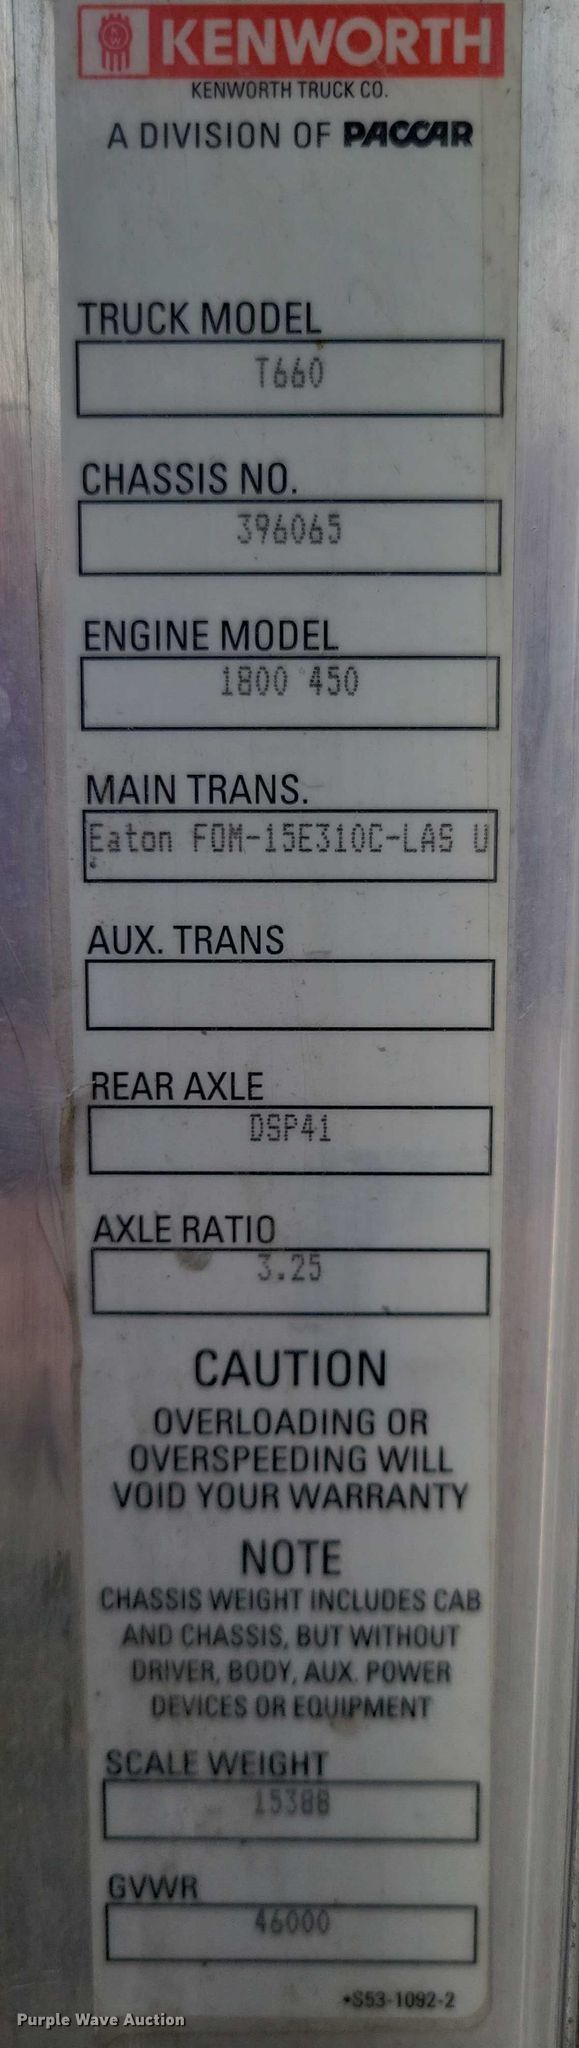 KENWORTH
KENWORTH TRUCK CO.
A DIVISION OF PACCAR
TRUCK MODEL
T660
CHASSIS NO.
396065
ENGINE MODEL
1800 450
MAIN TRANS.
Eaton FOM-15E310C-LAS U
AUX. TRANS
REAR AXLE
DSP41
AXLE RATIO
3.25
CAUTION
OVERLOADING OR
OVERSPEEDING WILL
VOID YOUR WARRANTY
NOTE
CHASSIS WEIGHT INCLUDES CAB
AND CHASSIS, BUT WITHOUT
DRIVER, BODY, AUX. POWER
DEVICES OR EQUIPMENT
SCALE WEIGHT
15388
GVWR
46000
•S53-1092-2
Purple Wave Auction